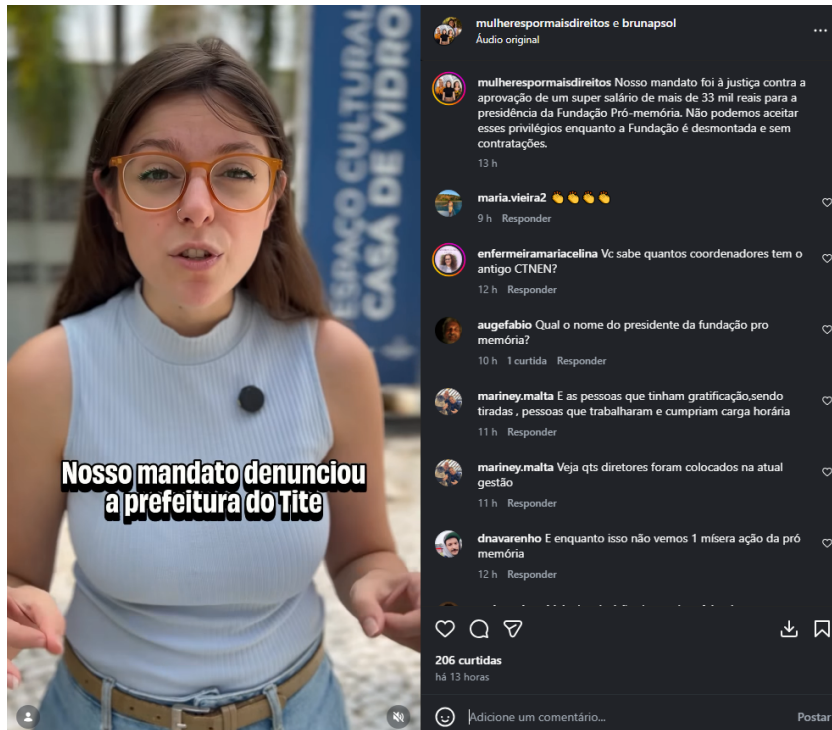 ESPAÇO CULTURAL
CASA DE VIDRO
Nosso mandato denunciou
a prefeitura do Tite
mulherespormaisdireitos e brunapsol
Áudio original
mulherespormaisdireitos Nosso mandato foi à justiça contra a
aprovação de um super salário de mais de 33 mil reais para a
presidência da Fundação Pró-memória. Não podemos aceitar
esses privilégios enquanto a Fundação é desmontada e sem
contratações.
13 h
maria.vieira2 👏👏👏👏
9 h Responder
enfermeiramariacelina Vc sabe quantos coordenadores tem o
antigo CTNEN?
12 h Responder
augefabio Qual o nome do presidente da fundação pro
memória?
10 h 1 curtida Responder
mariney.malta E as pessoas que tinham gratificação,sendo
tiradas , pessoas que trabalharam e cumpriam carga horária
11 h Responder
mariney.malta Veja qts diretores foram colocados na atual
gestão
11 h Responder
dnavarenho E enquanto isso não vemos 1 mísera ação da pró
memória
12 h Responder
206 curtidas
há 13 horas
Adicione um comentário...
Postar